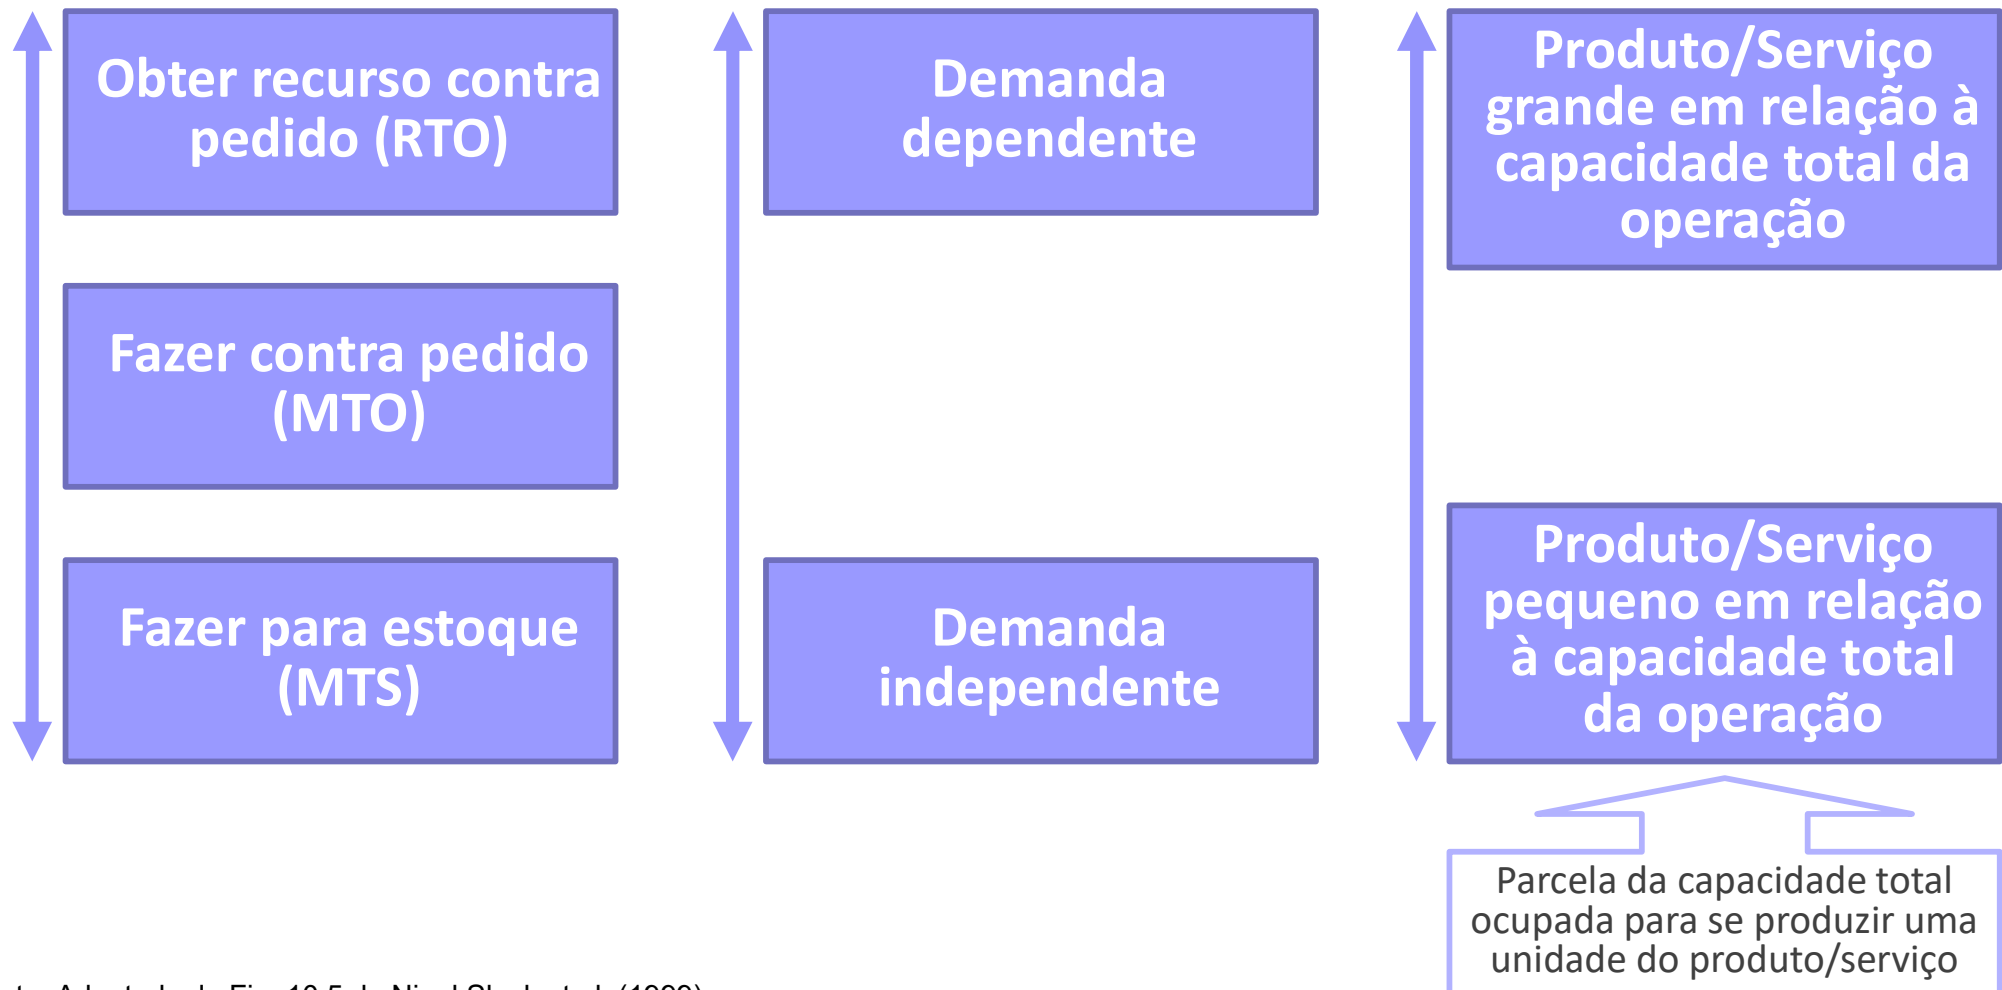 Obter recurso contra
pedido (RTO)
Fazer contra pedido
(MTO)
Fazer para estoque
(MTS)
Demanda
dependente
Demanda
independente
Produto/Serviço
grande em relação à
capacidade total da
operação
Produto/Serviço
pequeno em relação
à capacidade total
da operação
Parcela da capacidade total
ocupada para se produzir uma
unidade do produto/serviço